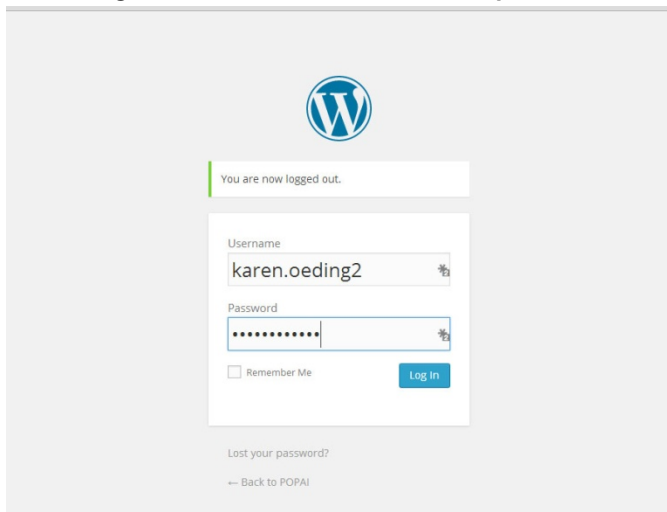 You are now logged out.
Username
karen.oeding2
Password
••••••••••••
Remember Me
Log In
Lost your password?
← Back to POPAI